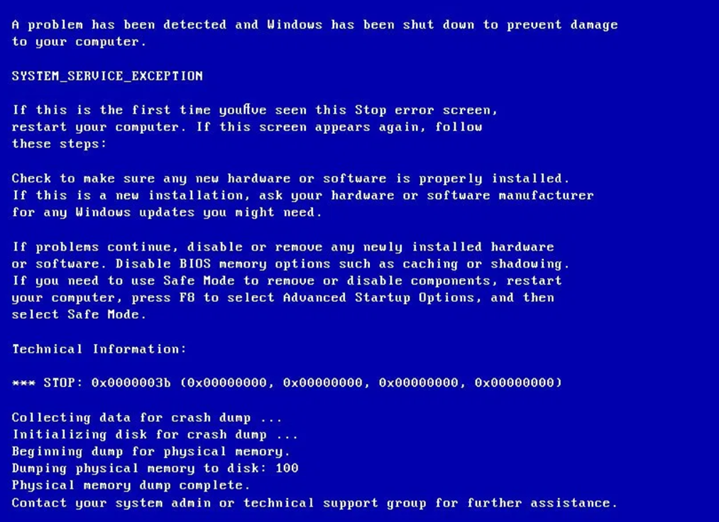 A problem has been detected and Windows has been shut down to prevent damage
to your computer.
SYSTEM_SERVICE_EXCEPTION
If this is the first time youƒve seen this Stop error screen,
restart your computer. If this screen appears again, follow
these steps:
Check to make sure any new hardware or software is properly installed.
If this is a new installation, ask your hardware or software manufacturer
for any Windows updates you might need.
If problems continue, disable or remove any newly installed hardware
or software. Disable BIOS memory options such as caching or shadowing.
If you need to use Safe Mode to remove or disable components, restart
your computer, press F8 to select Advanced Startup Options, and then
select Safe Mode.
Technical Information:
*** STOP: 0x0000003b (0x00000000, 0x00000000, 0x00000000, 0x00000000)
Collecting data for crash dump ...
Initializing disk for crash dump ...
Beginning dump for physical memory.
Dumping physical memory to disk: 100
Physical memory dump complete.
Contact your system admin or technical support group for further assistance.